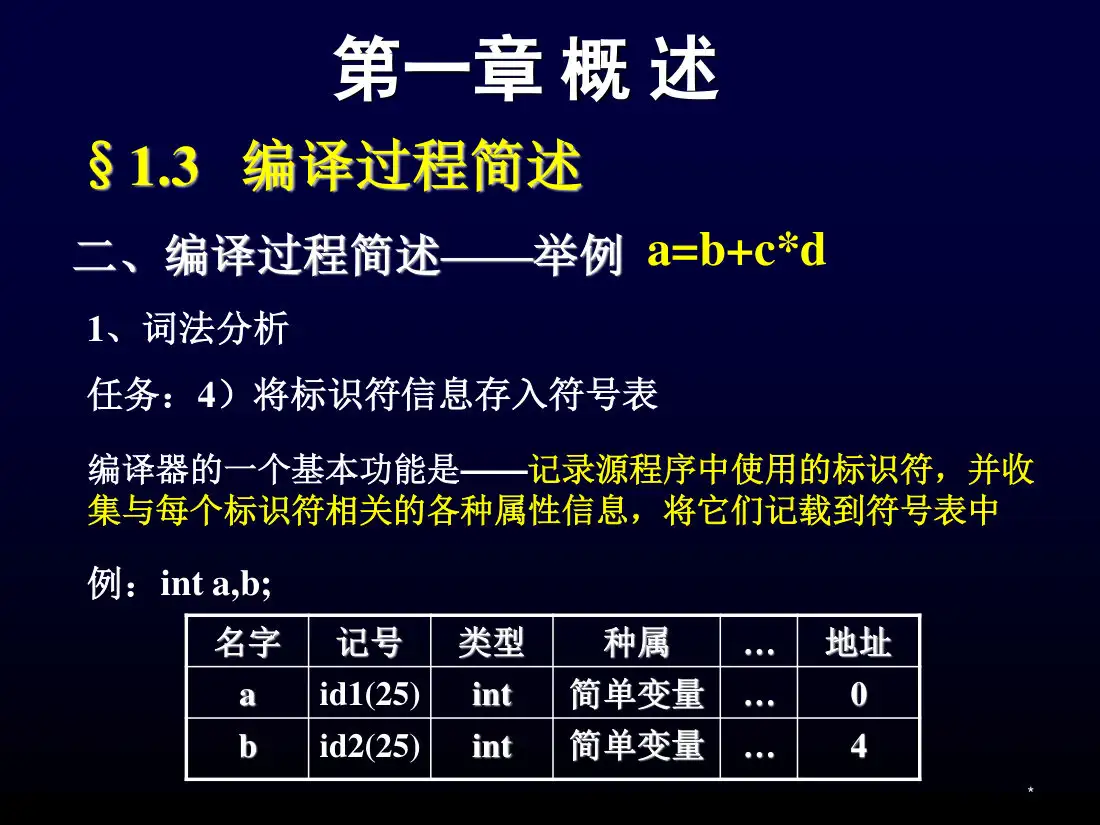 第一章 概 述
§1.3 编译过程简述
二、编译过程简述——举例 a=b+c*d
1、词法分析
任务：4）将标识符信息存入符号表
编译器的一个基本功能是——记录源程序中使用的标识符，并收
集与每个标识符相关的各种属性信息，将它们记载到符号表中
例：int a,b;
名字 记号 类型 种属 … 地址
a id1(25) int 简单变量 … 0
b id2(25) int 简单变量 … 4
*